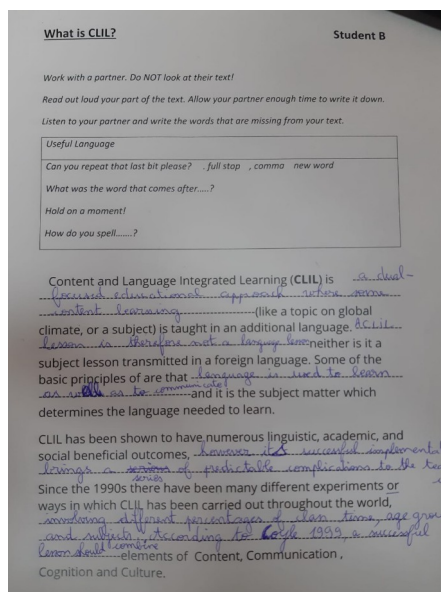 What is CLIL?
Student B
Work with a partner. Do NOT look at their text!
Read out loud your part of the text. Allow your partner enough time to write it down.
Listen to your partner and write the words that are missing from your text.
Useful Language
Can you repeat that last bit please? . full stop , comma new word
What was the word that comes after.....?
Hold on a moment!
How do you spell.......?
Content and Language Integrated Learning (CLIL) is a dual-
focused educational approach where some
content learning (like a topic on global
climate, or a subject) is taught in an additional language. A CLIL
lesson is therefore not a language lesson neither is it a
subject lesson transmitted in a foreign language. Some of the
basic principles of are that language is used to learn
as well as to communicate and it is the subject matter which
determines the language needed to learn.
CLIL has been shown to have numerous linguistic, academic, and
social beneficial outcomes, however its successful implementa
brings a series of predictable complications to the
series
Since the 1990s there have been many different experiments or
ways in which CLIL has been carried out throughout the world,
involving different percentages of class time, age grou
and subjects. According to Coyle 1999, a successful
lesson should combine elements of Content, Communication ,
Cognition and Culture.